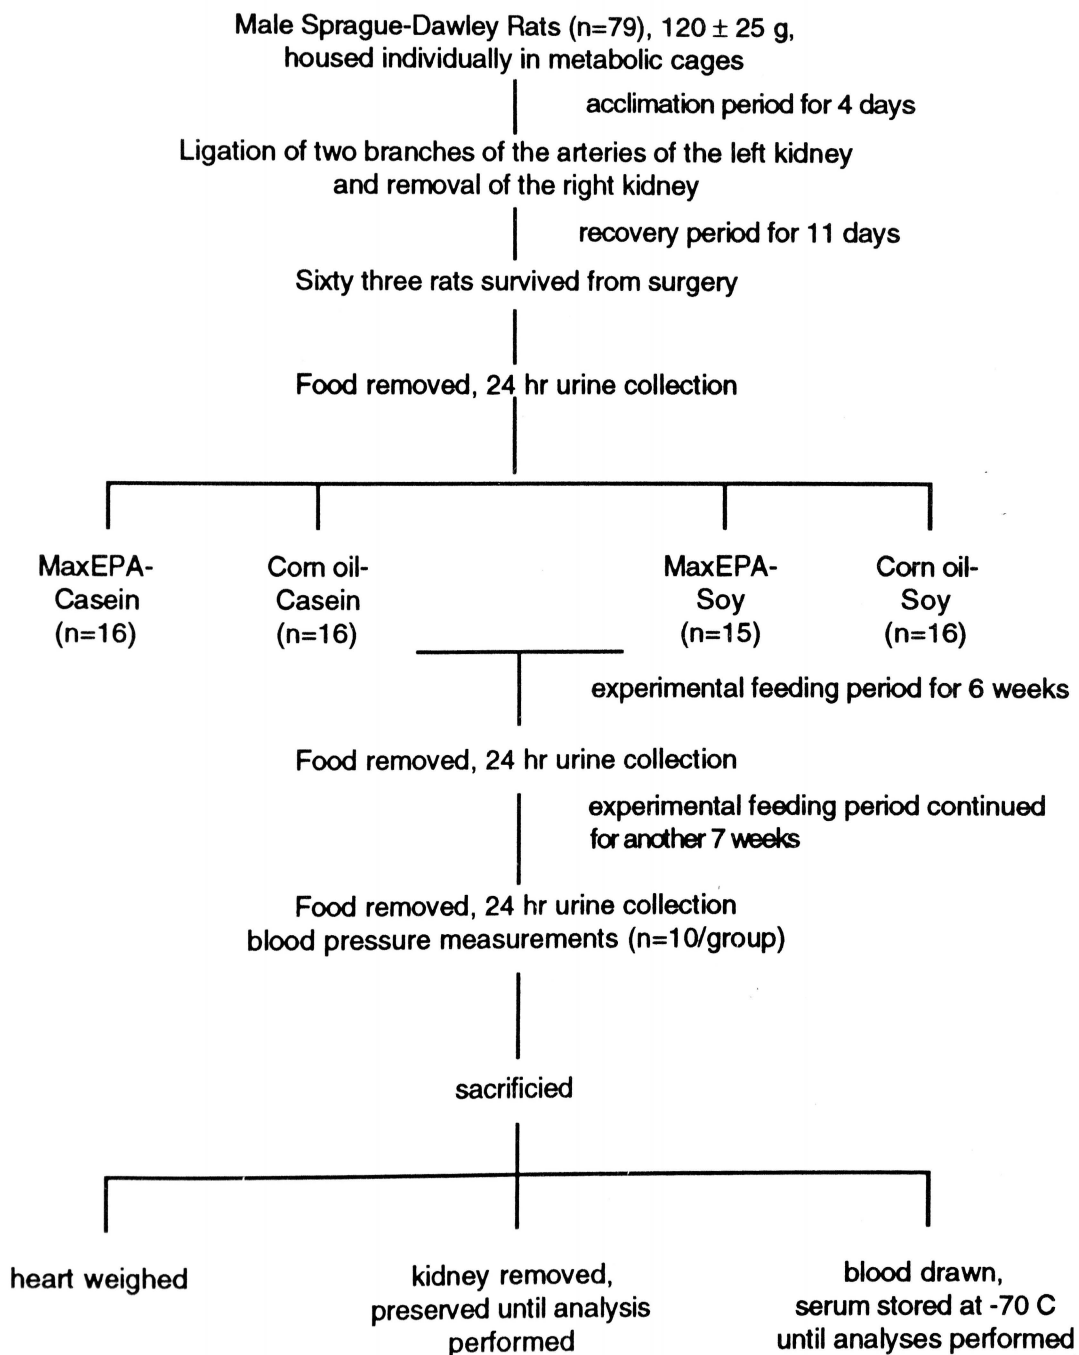 Male Sprague-Dawley Rats (n=79), 120 ± 25 g,
housed individually in metabolic cages
acclimation period for 4 days
Ligation of two branches of the arteries of the left kidney
and removal of the right kidney
recovery period for 11 days
Sixty three rats survived from surgery
Food removed, 24 hr urine collection
MaxEPA-
Casein
(n=16)
Corn oil-
Casein
(n=16)
MaxEPA-
Soy
(n=15)
Corn oil-
Soy
(n=16)
experimental feeding period for 6 weeks
Food removed, 24 hr urine collection
experimental feeding period continued
for another 7 weeks
Food removed, 24 hr urine collection
blood pressure measurements (n=10/group)
sacrificied
heart weighed
kidney removed,
preserved until analysis
performed
blood drawn,
serum stored at -70 C
until analyses performed